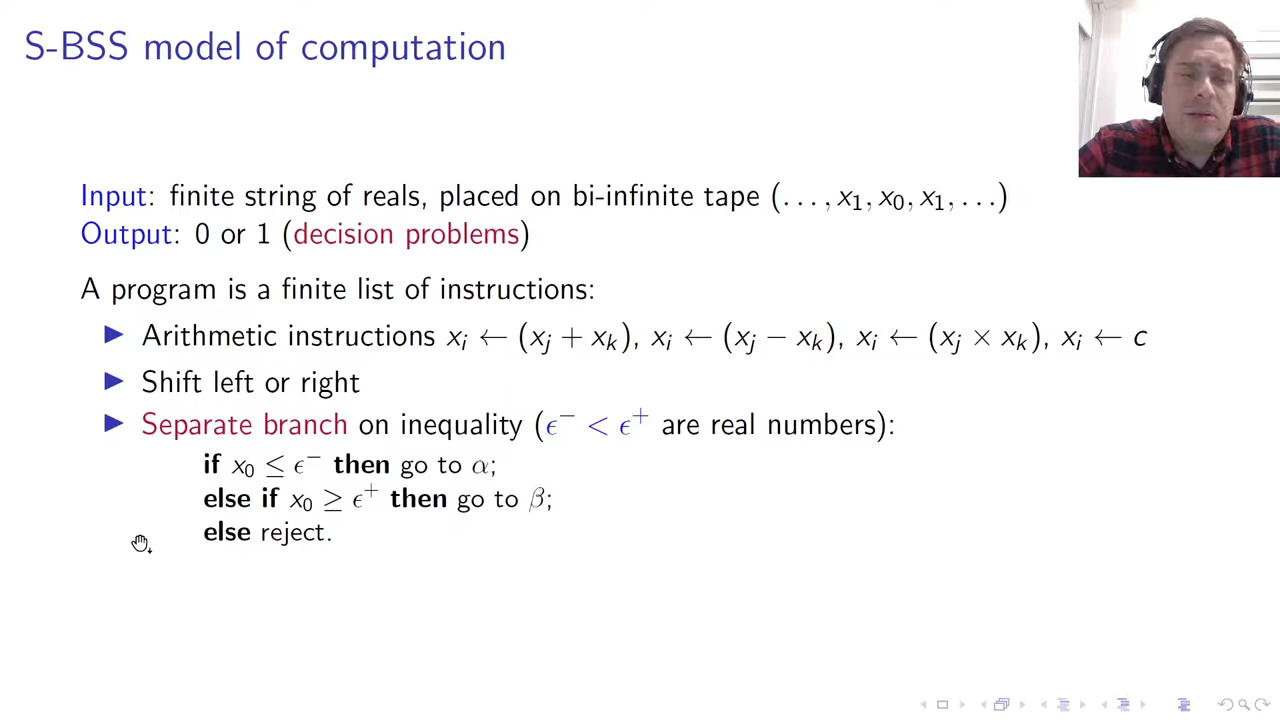 S-BSS model of computation
Input: finite string of reals, placed on bi-infinite tape (. . . , x₁, x₀, x₁, . . .)
Output: 0 or 1 (decision problems)
A program is a finite list of instructions:
▶ Arithmetic instructions xᵢ ← (xⱼ + xₖ), xᵢ ← (xⱼ − xₖ), xᵢ ← (xⱼ × xₖ), xᵢ ← c
▶ Shift left or right
▶ Separate branch on inequality (ϵ⁻ < ϵ⁺ are real numbers):
if x₀ ≤ ϵ⁻ then go to α;
else if x₀ ≥ ϵ⁺ then go to β;
else reject.